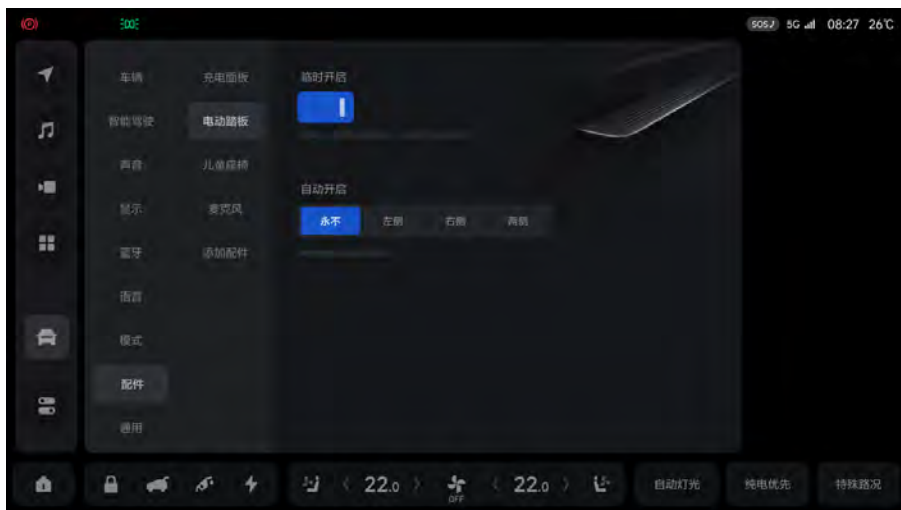 SOS 5G 08:27 26℃
车辆
智能驾驶
声音
显示
蓝牙
语音
模式
配件
通用
充电面板
电动踏板
儿童座椅
麦克风
添加配件
临时开启
自动开启
永不 左侧 右侧 两侧
22.0 OFF 22.0
自动灯光 纯电优先 特殊路况